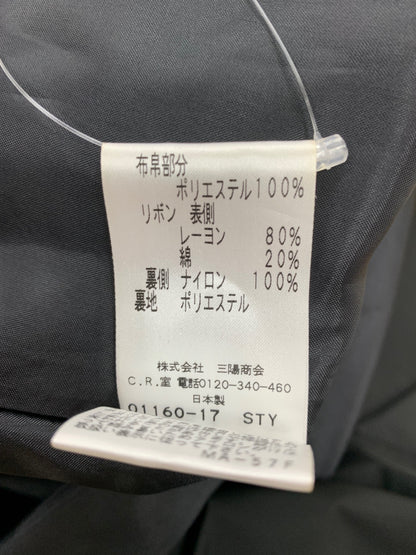 布帛部分
ポリエステル100%
リボン 表側
レーヨン 80%
綿 20%
裏側 ナイロン 100%
裏地 ポリエステル
株式会社 三陽商会
C.R.室 電話0120-340-460
日本製
01160-17 STY
MA-57F